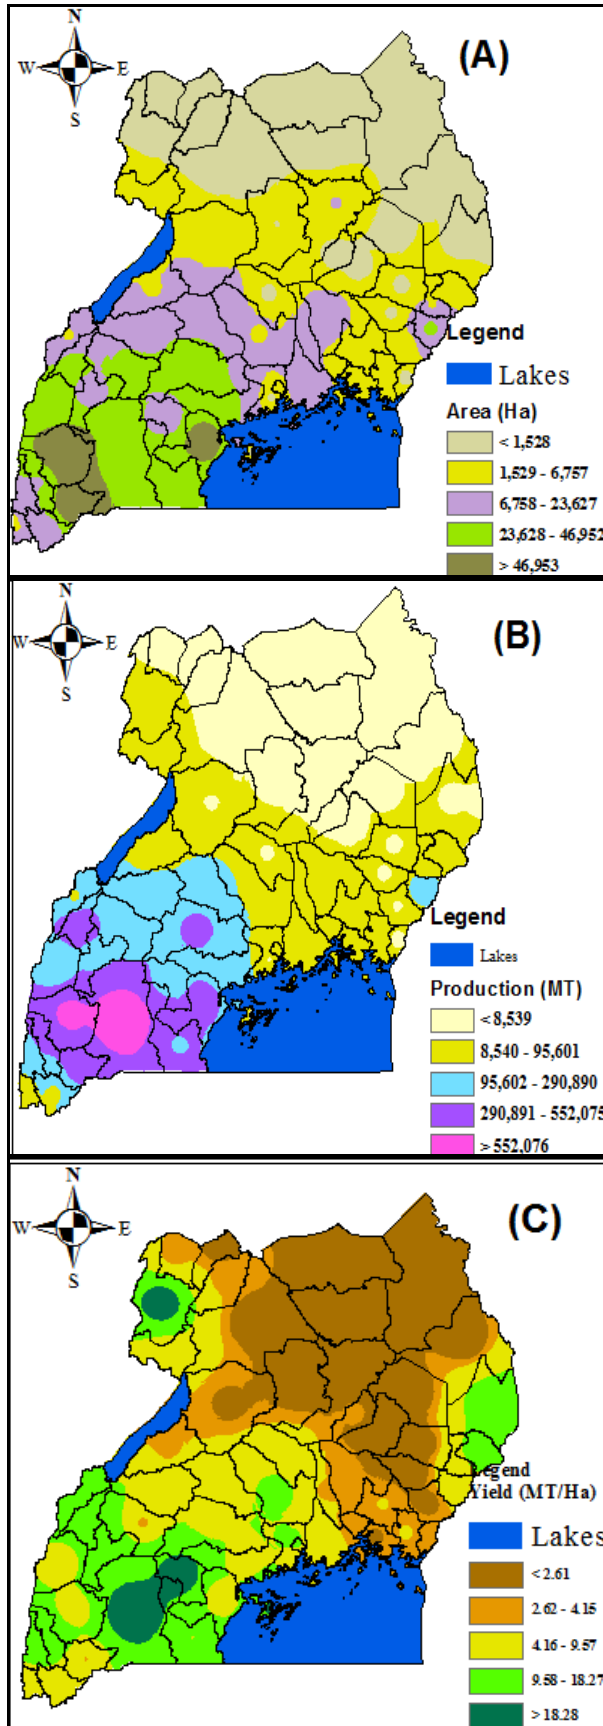 N
W E
S
(A)
Legend
Lakes
Area (Ha)
< 1,528
1,529 - 6,757
6,758 - 23,627
23,628 - 46,952
> 46,953
N
W E
S
(B)
Legend
Lakes
Production (MT)
< 8,539
8,540 - 95,601
95,602 - 290,890
290,891 - 552,075
> 552,076
N
W E
S
(C)
Legend
Yield (MT/Ha)
Lakes
< 2.61
2.62 - 4.15
4.16 - 9.57
9.58 - 18.27
> 18.28